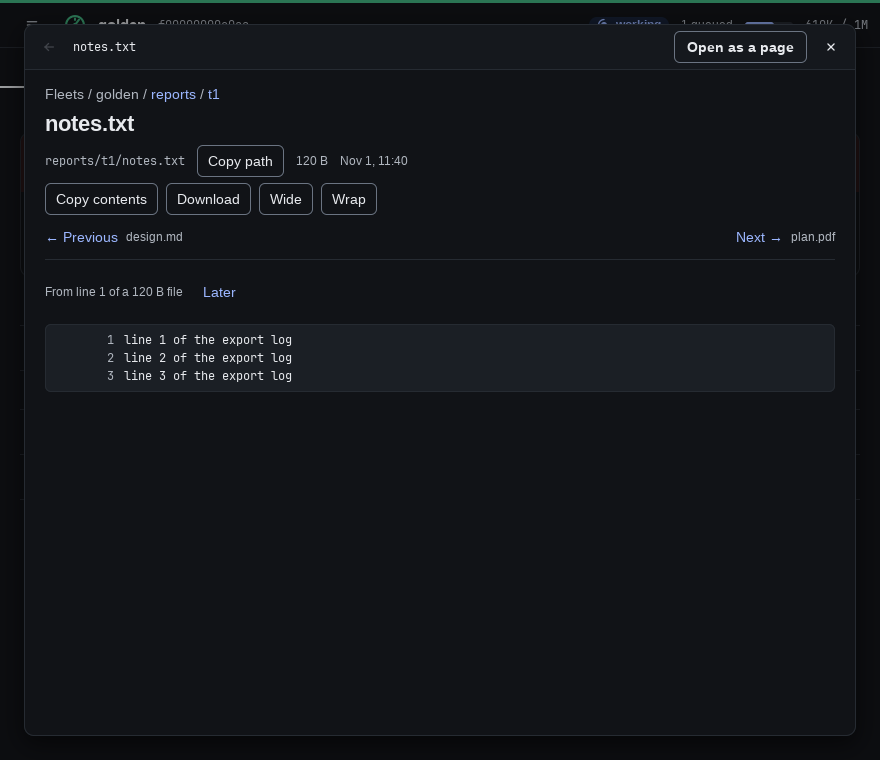 notes.txt
Open as a page
Fleets / golden / reports / t1
notes.txt
reports/t1/notes.txt Copy path 120 B Nov 1, 11:40
Copy contents Download Wide Wrap
← Previous design.md Next → plan.pdf
From line 1 of a 120 B file Later
1 line 1 of the export log
2 line 2 of the export log
3 line 3 of the export log